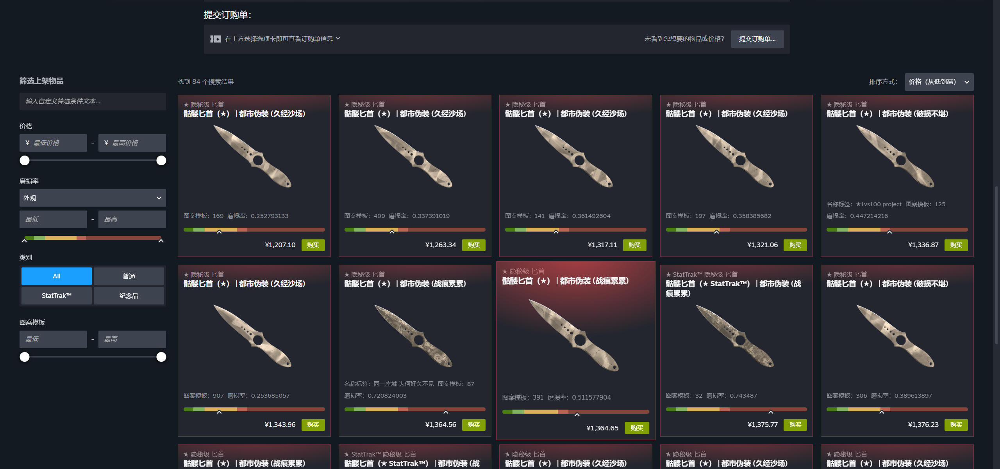 提交订购单：
在上方选择选项卡即可查看订购单信息
未看到您想要的物品或价格？
提交订购单...
筛选上架物品
输入自定义筛选条件文本...
价格
¥ 最低价格 - ¥ 最高价格
磨损率
外观
最低 - 最高
类别
All 普通
StatTrak™ 纪念品
图案模板
最低 - 最高
找到 84 个搜索结果
排序方式： 价格（从低到高）
★ 隐秘级 匕首
骷髅匕首（★） | 都市伪装 (久经沙场)
图案模板：169 磨损率：0.252793133
¥1,207.10 购买
★ 隐秘级 匕首
骷髅匕首（★） | 都市伪装 (久经沙场)
图案模板：409 磨损率：0.337391019
¥1,263.34 购买
★ 隐秘级 匕首
骷髅匕首（★） | 都市伪装 (久经沙场)
图案模板：141 磨损率：0.361492604
¥1,317.11 购买
★ 隐秘级 匕首
骷髅匕首（★） | 都市伪装 (久经沙场)
图案模板：197 磨损率：0.358385682
¥1,321.06 购买
★ 隐秘级 匕首
骷髅匕首（★） | 都市伪装 (破损不堪)
名称标签：★1vs100 project 图案模板：125
磨损率：0.447214216
¥1,336.87 购买
★ 隐秘级 匕首
骷髅匕首（★） | 都市伪装 (久经沙场)
图案模板：907 磨损率：0.253685057
¥1,343.96 购买
★ 隐秘级 匕首
骷髅匕首（★） | 都市伪装 (战痕累累)
名称标签：同一座城 为何好久不见 图案模板：87
磨损率：0.720824003
¥1,364.56 购买
★ 隐秘级 匕首
骷髅匕首（★） | 都市伪装 (战痕累累)
图案模板：391 磨损率：0.511577904
¥1,364.65 购买
★ StatTrak™ 隐秘级 匕首
骷髅匕首（★ StatTrak™） | 都市伪装 (战
痕累累)
图案模板：32 磨损率：0.743487
¥1,375.77 购买
★ 隐秘级 匕首
骷髅匕首（★） | 都市伪装 (破损不堪)
图案模板：306 磨损率：0.389613897
¥1,376.23 购买
★ 隐秘级 匕首
骷髅匕首（★） | 都市伪装 (战痕累累)
★ StatTrak™ 隐秘级 匕首
骷髅匕首（★ StatTrak™） | 都市伪装 (战
★ 隐秘级 匕首
骷髅匕首（★） | 都市伪装 (久经沙场)
★ 隐秘级 匕首
骷髅匕首（★） | 都市伪装 (久经沙场)
★ 隐秘级 匕首
骷髅匕首（★） | 都市伪装 (久经沙场)